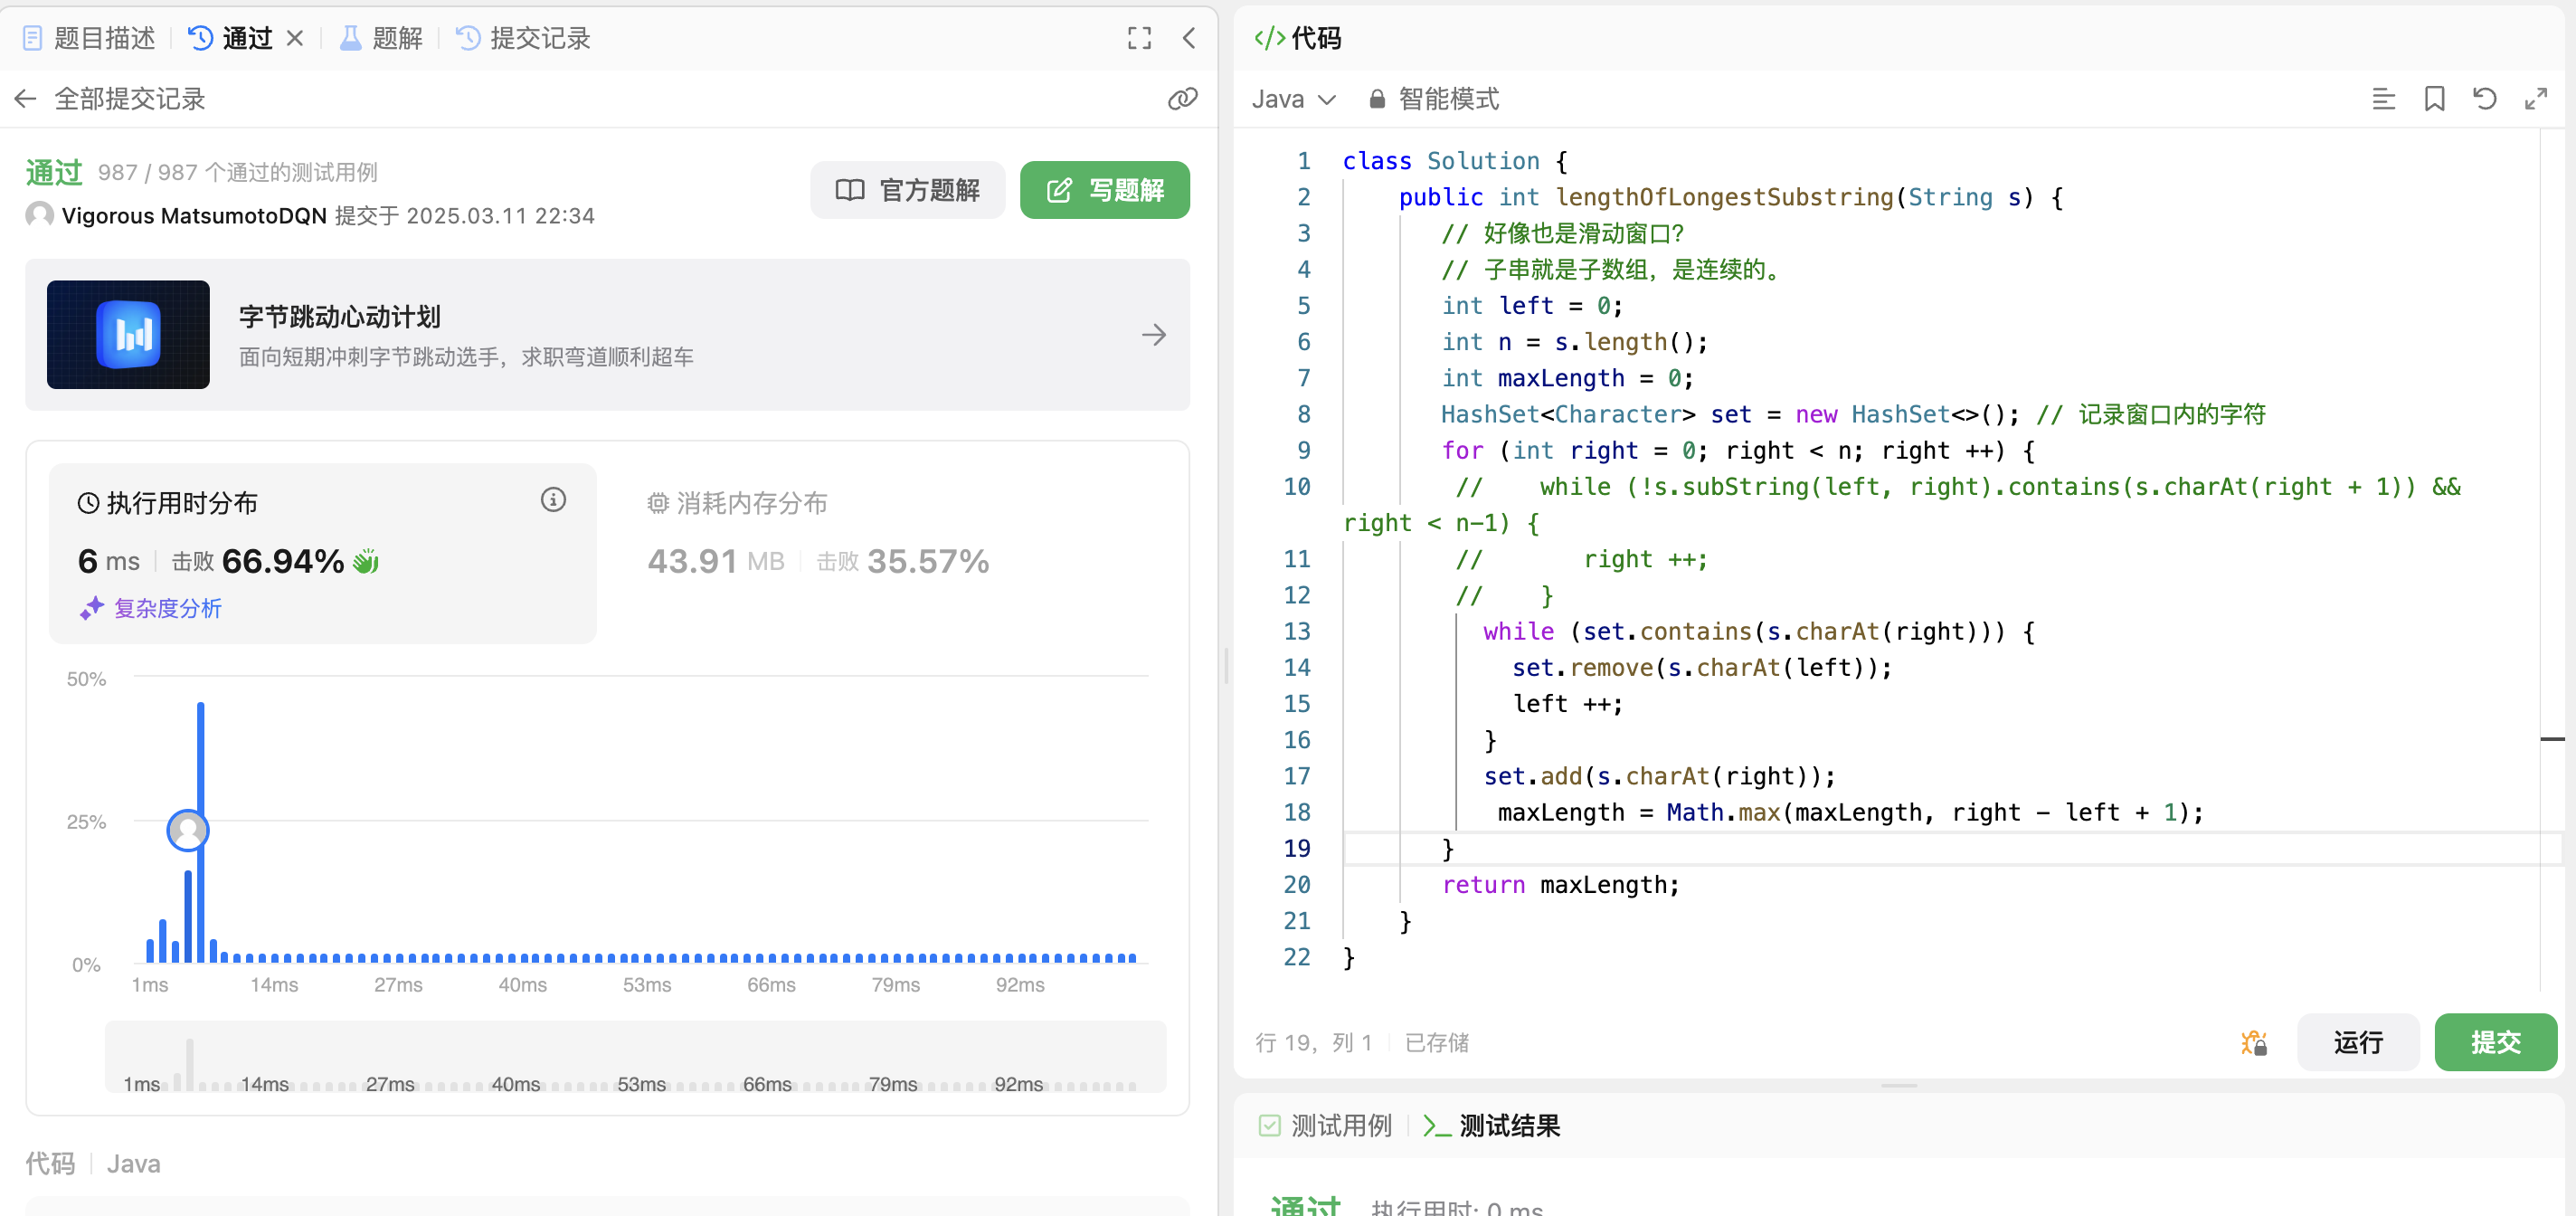 题目描述
通过
题解
提交记录
全部提交记录
通过 987 / 987 个通过的测试用例
Vigorous MatsumotoDQN 提交于 2025.03.11 22:34
官方题解
写题解
字节跳动心动计划
面向短期冲刺字节跳动选手，求职弯道顺利超车
执行用时分布
6 ms 击败 66.94%
复杂度分析
消耗内存分布
43.91 MB 击败 35.57%
50%
25%
0%
1ms 14ms 27ms 40ms 53ms 66ms 79ms 92ms
1ms 14ms 27ms 40ms 53ms 66ms 79ms 92ms
代码 Java
</> 代码
Java 智能模式
1 class Solution {
2 public int lengthOfLongestSubstring(String s) {
3 // 好像也是滑动窗口?
4 // 子串就是子数组，是连续的。
5 int left = 0;
6 int n = s.length();
7 int maxLength = 0;
8 HashSet<Character> set = new HashSet<>(); // 记录窗口内的字符
9 for (int right = 0; right < n; right ++) {
10 // while (!s.subString(left, right).contains(s.charAt(right + 1)) &&
right < n-1) {
11 // right ++;
12 // }
13 while (set.contains(s.charAt(right))) {
14 set.remove(s.charAt(left));
15 left ++;
16 }
17 set.add(s.charAt(right));
18 maxLength = Math.max(maxLength, right - left + 1);
19 }
20 return maxLength;
21 }
22 }
行 19，列 1 已存储
运行
提交
测试用例
测试结果
通过 执行用时: 0 ms